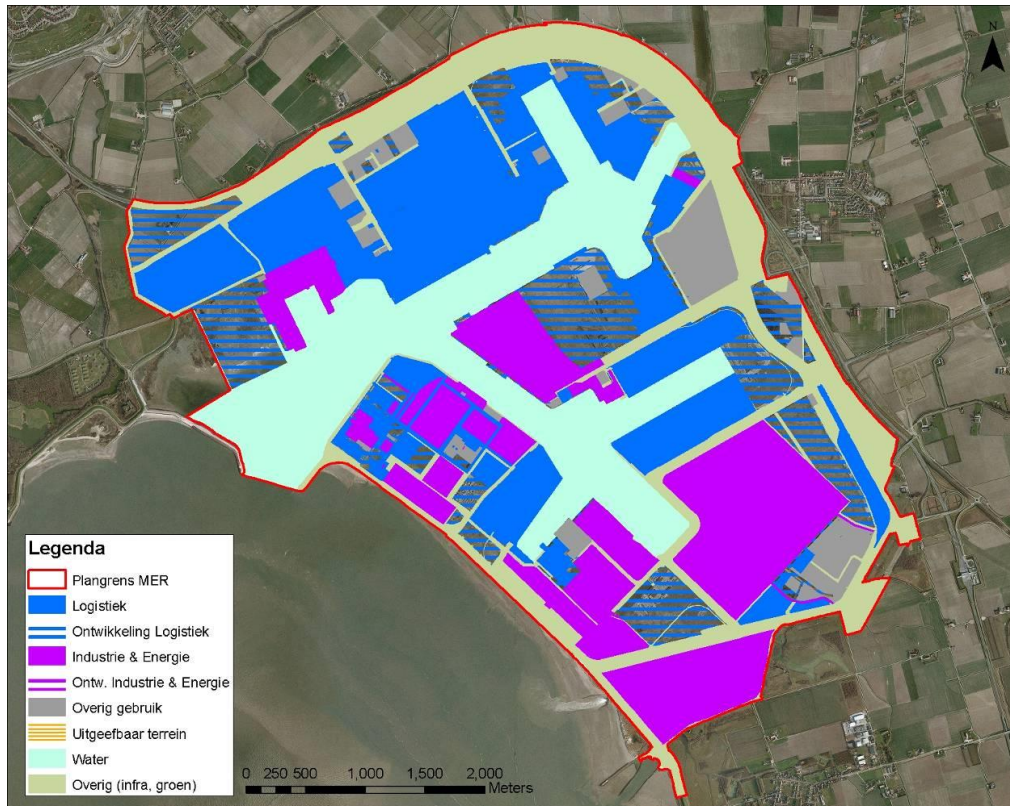 N
Legenda
Plangrens MER
Logistiek
Ontwikkeling Logistiek
Industrie & Energie
Ontw. Industrie & Energie
Overig gebruik
Uitgeefbaar terrein
Water
Overig (infra, groen)
0 250 500 1,000 1,500 2,000
Meters